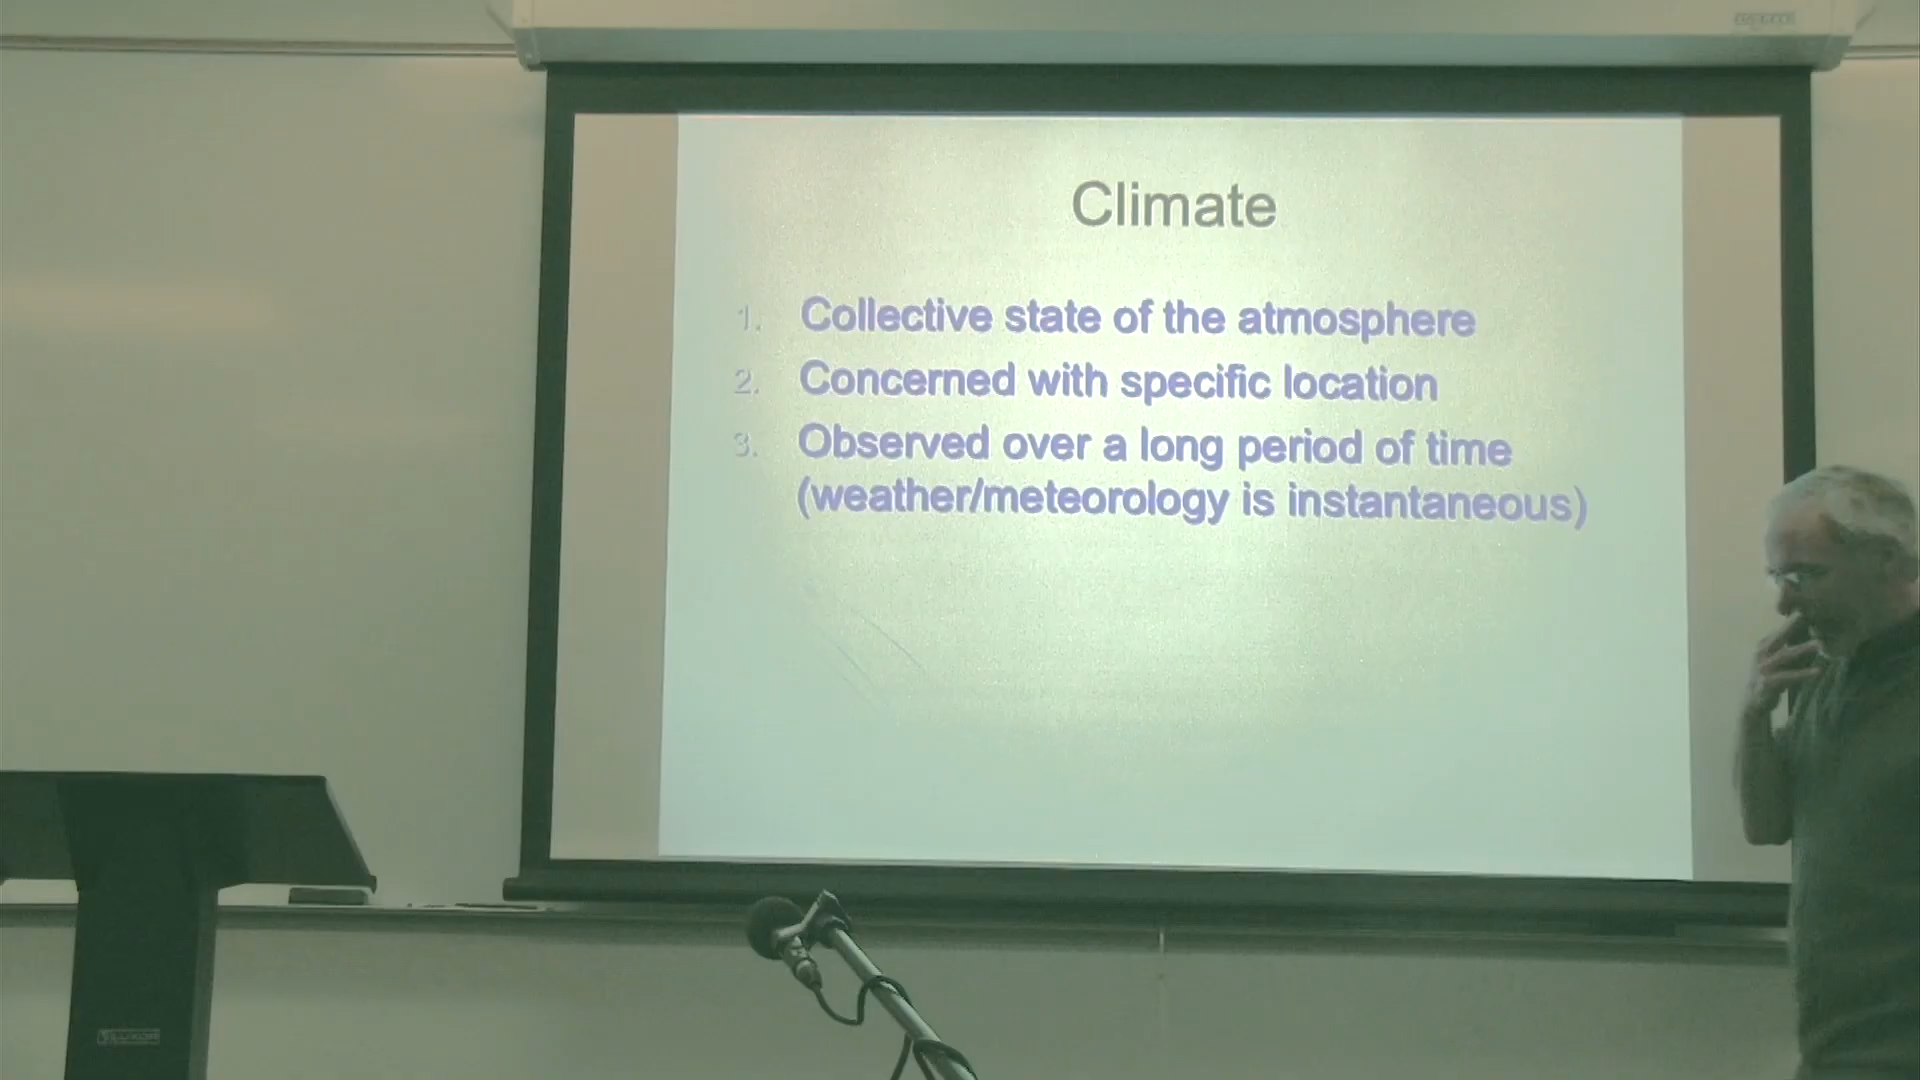 Climate
1. Collective state of the atmosphere
2. Concerned with specific location
3. Observed over a long period of time
(weather/meteorology is instantaneous)
LUXOR